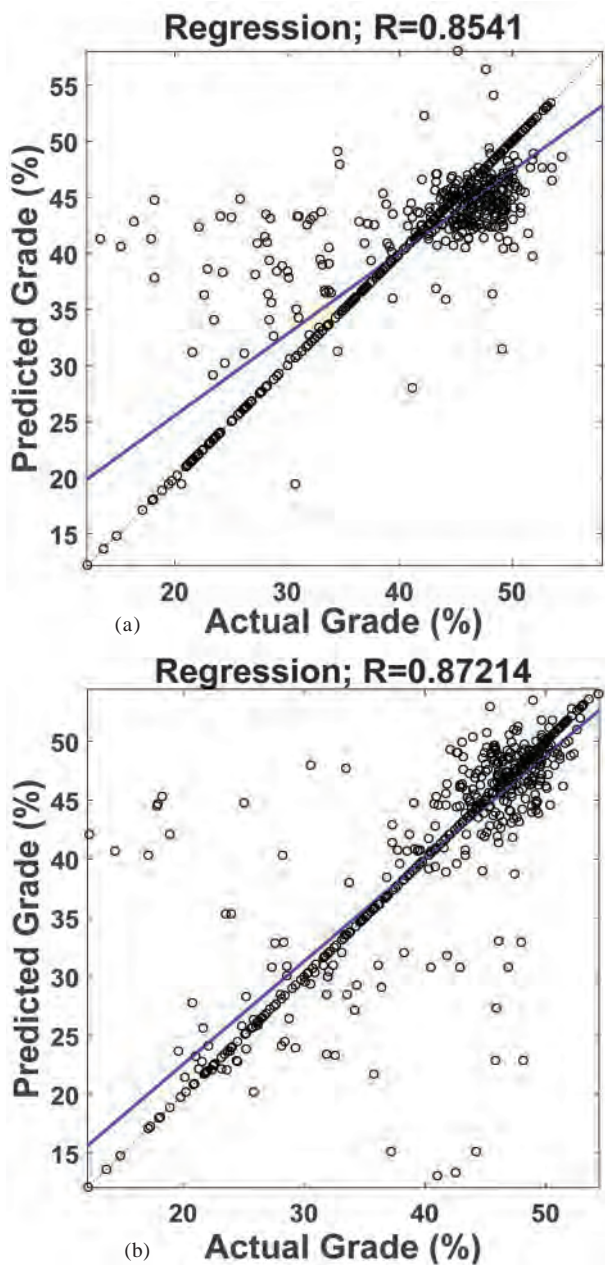 Regression; R=0.8541
55
50
45
40
35
30
25
20
15
Predicted Grade (%)
20 30 40 50
(a) Actual Grade (%)
Regression; R=0.87214
50
45
40
35
30
25
20
15
Predicted Grade (%)
20 30 40 50
(b) Actual Grade (%)